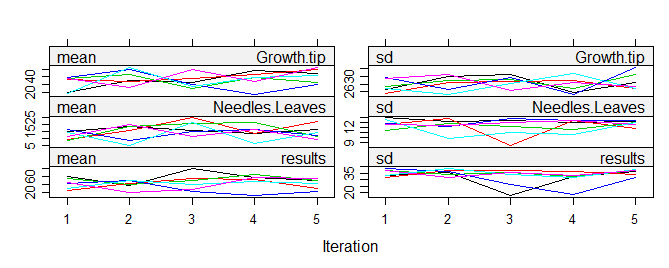 mean Growth.tip sd Growth.tip
20 40 26 30
mean Needles.Leaves sd Needles.Leaves
5 15 25 9 12
mean results sd results
20 60 20 35
1 2 3 4 5 1 2 3 4 5
Iteration